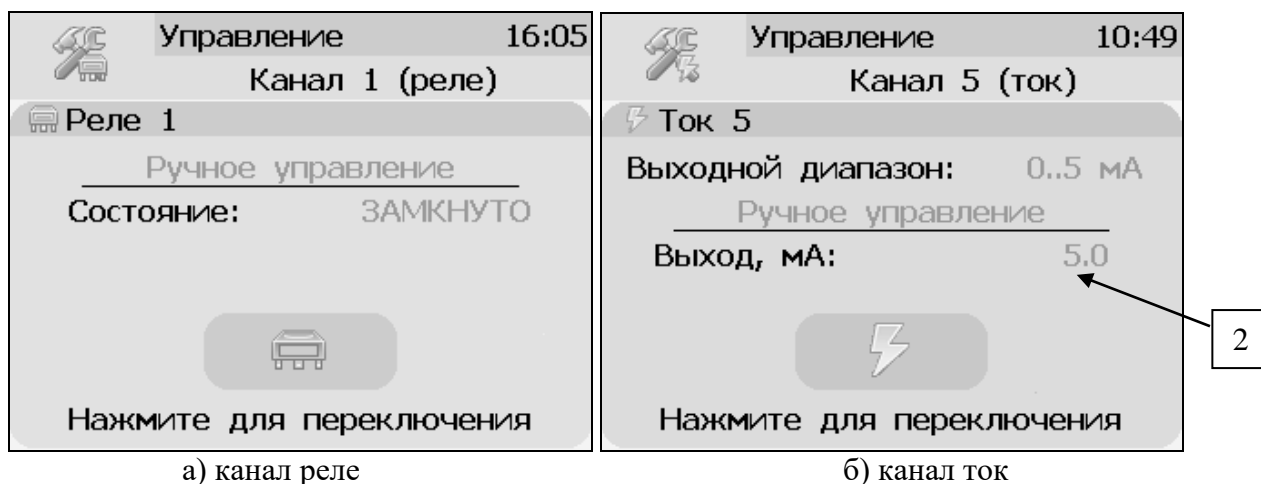 Управление 16:05
Канал 1 (реле)
Реле 1
Ручное управление
Состояние: ЗАМКНУТО
Нажмите для переключения
а) канал реле
Управление 10:49
Канал 5 (ток)
Ток 5
Выходной диапазон: 0..5 мА
Ручное управление
Выход, мА: 5.0
Нажмите для переключения
2
б) канал ток